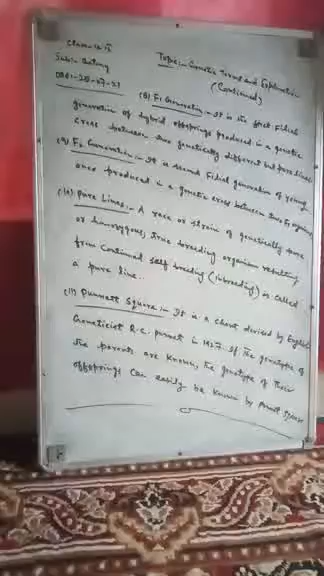 Class - 12th
Sub:- Botany
Date - 28-07-21
Topic:- Genetic Terms and Explanation
(Continued)
(8) F1 Generation :- It is the first Filial
generation of hybrid offsprings produced in a genetic
cross between two genetically different but pure lines
(9) F2 Generation :- It is second Filial generation of young
ones produced in a genetic cross between two F1 organisms
(10) Pure Lines :- A race or strain of genetically pure
or homozygous, true breeding organism resulting
from Continued self breeding (inbreeding) is called
a pure line.
(11) Punnett Square :- It is a chart devised by English
Geneticist R.C. punnet in 1927. If the genotype of
the parents are known, the genotype of their
offsprings can easily be known by Punnet square